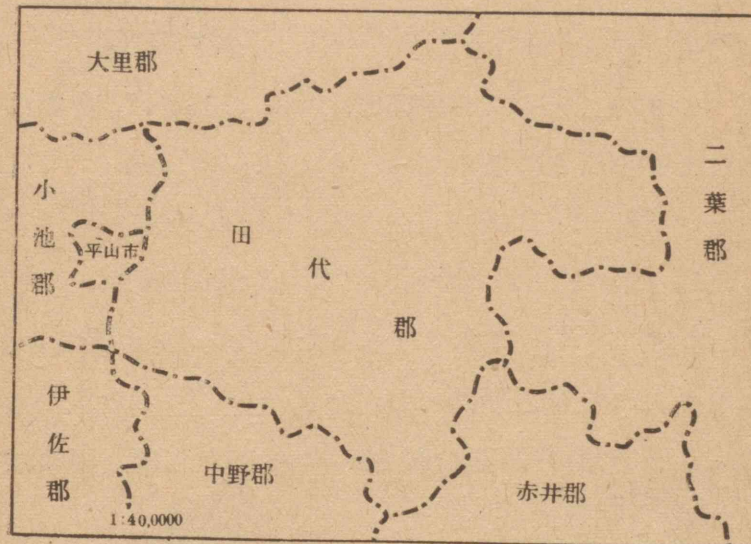 大里郡
二葉郡
小池郡
平山市
田代郡
伊佐郡
中野郡
赤井郡
1:40,0000